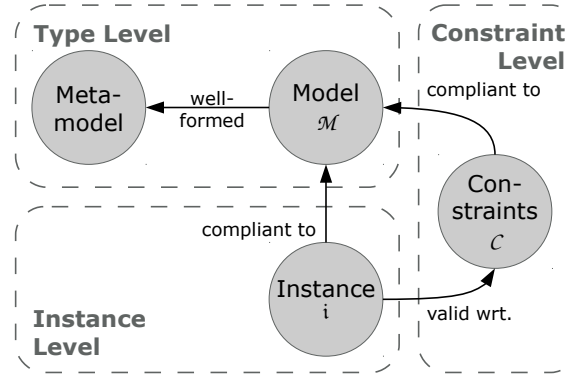 Type Level
Constraint
Level
Meta-
model
well-
formed
Model
ℳ
compliant to
Con-
straints
𝒞
compliant to
Instance
i
valid wrt.
Instance
Level